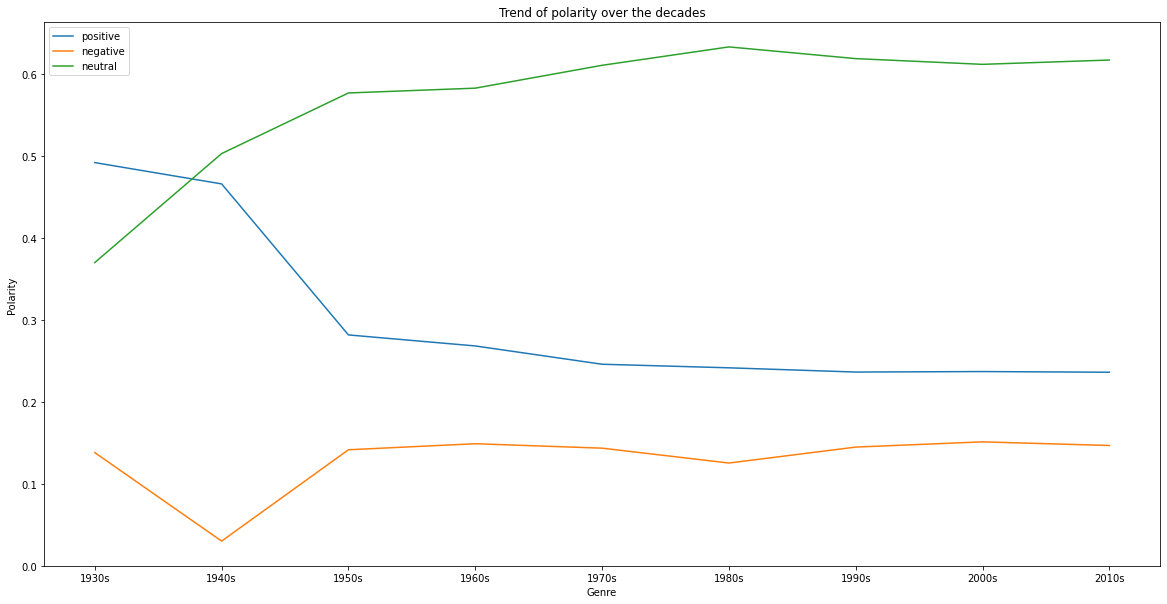 Trend of polarity over the decades
positive
negative
neutral
Polarity
0.6
0.5
0.4
0.3
0.2
0.1
0.0
1930s 1940s 1950s 1960s 1970s 1980s 1990s 2000s 2010s
Genre